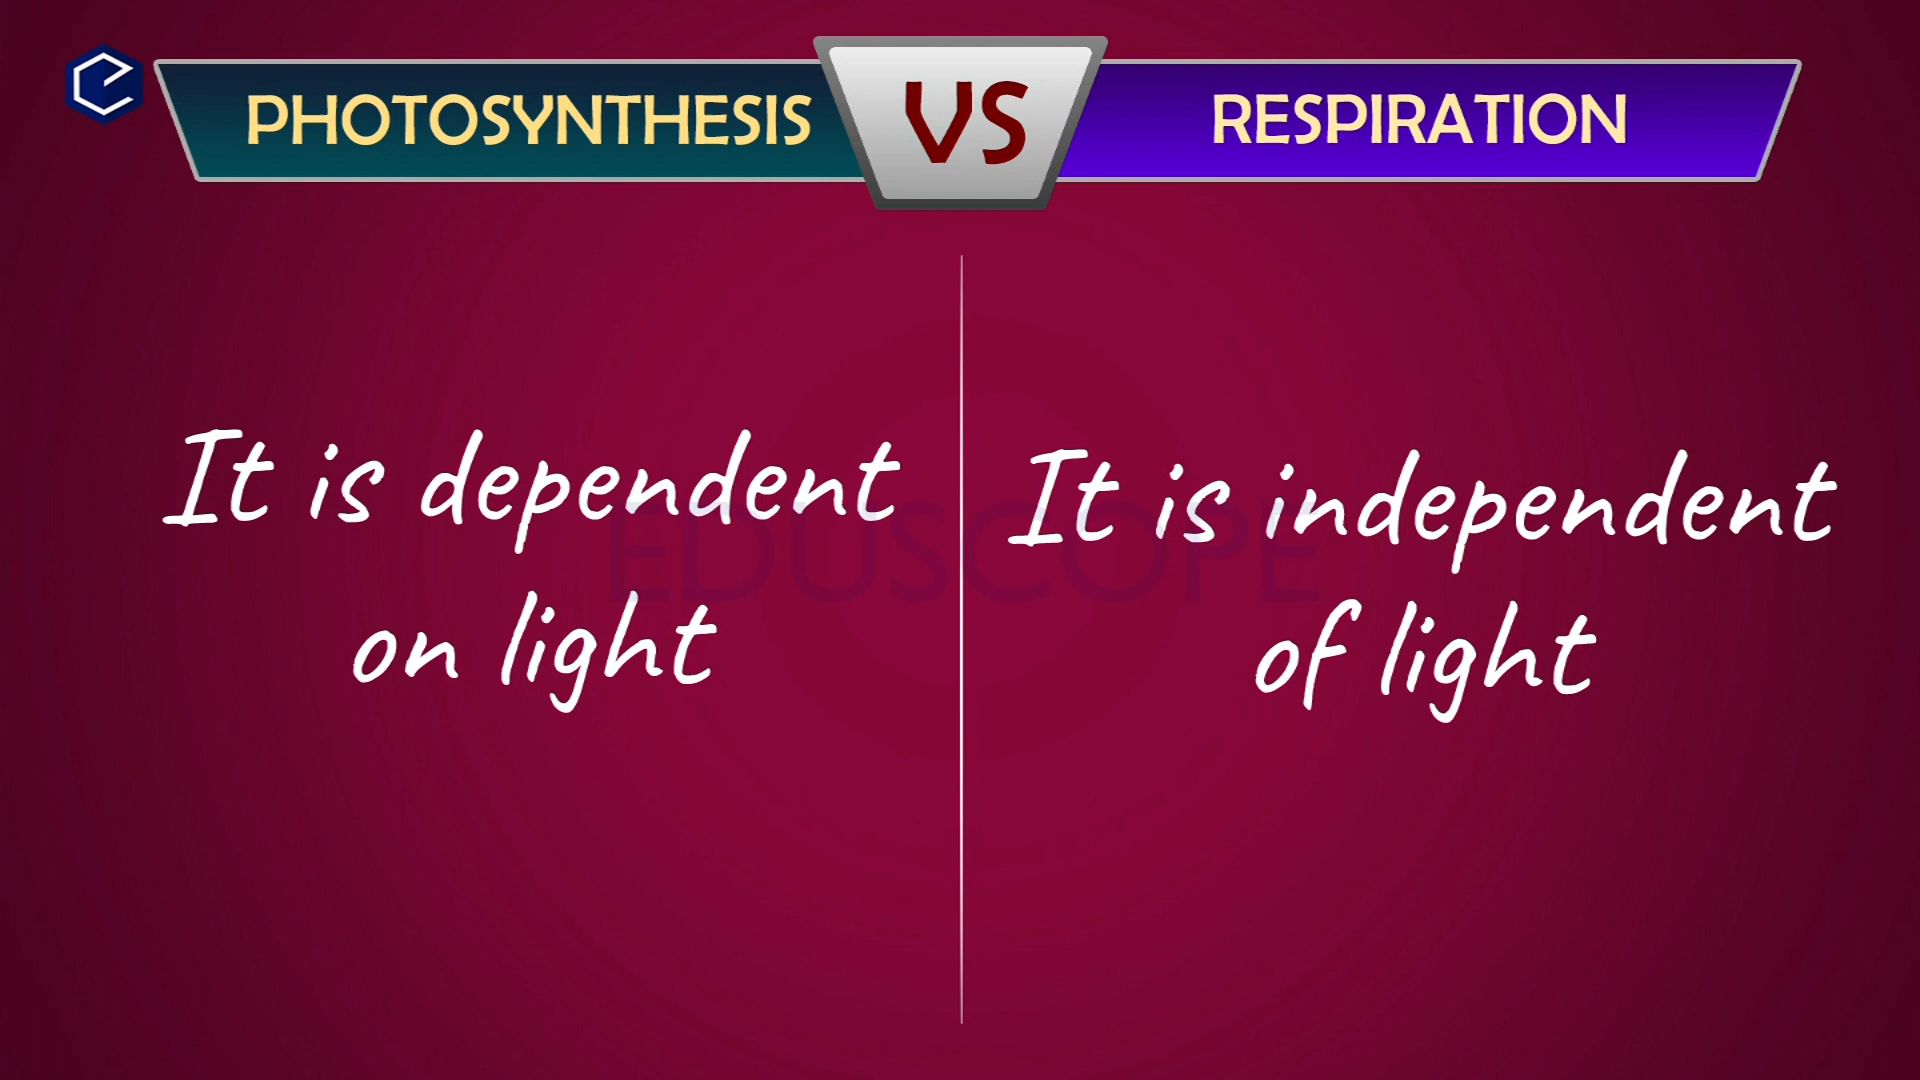 PHOTOSYNTHESIS VS RESPIRATION
It is dependent
on light
It is independent
of light
EDUSCOPE